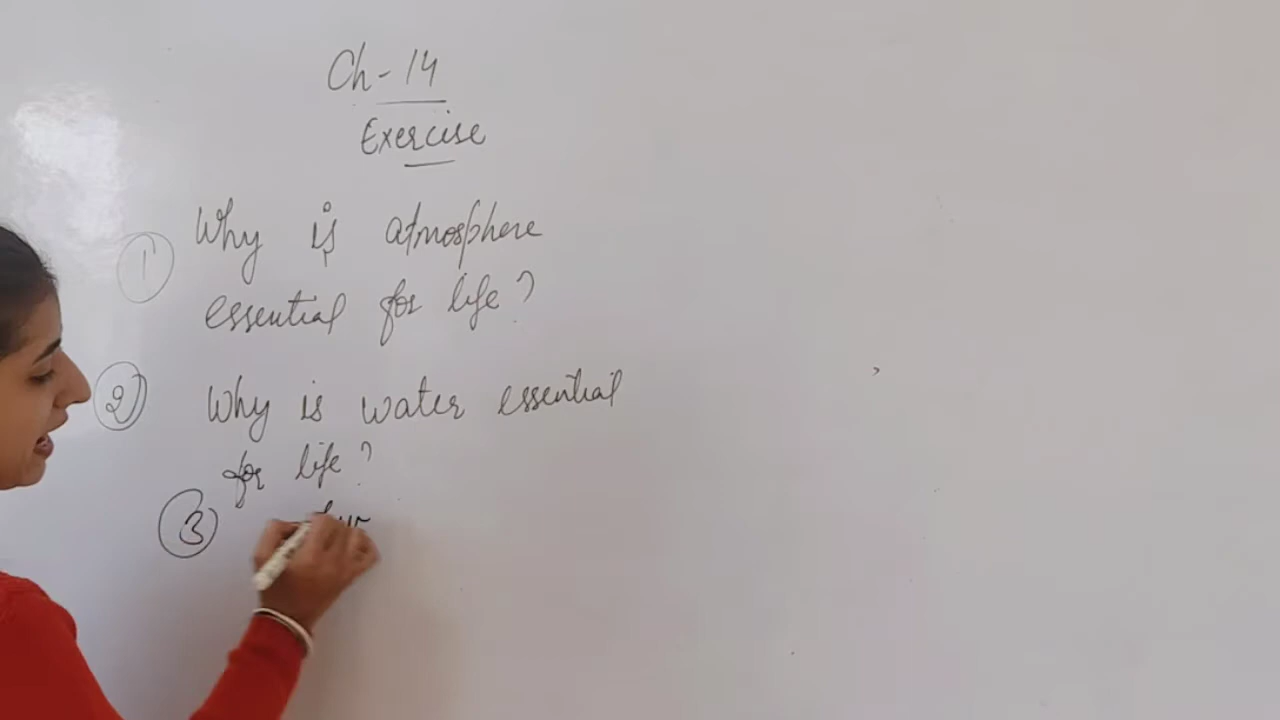 Ch-14
Exercise
① Why is atmosphere
essential for life?
② Why is water essential
for life?
③